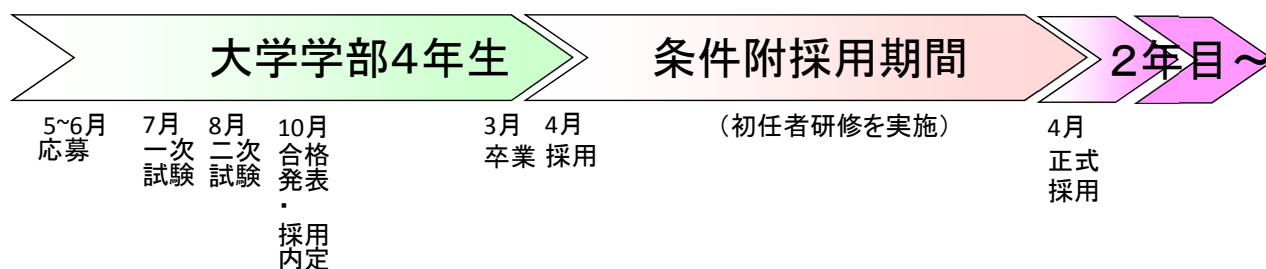 大学学部4年生
条件附採用期間
2年目～
5~6月
応募
7月
一次
試験
8月
二次
試験
10月
合格
発表
・
採用
内定
3月
卒業
4月
採用
（初任者研修を実施）
4月
正式
採用